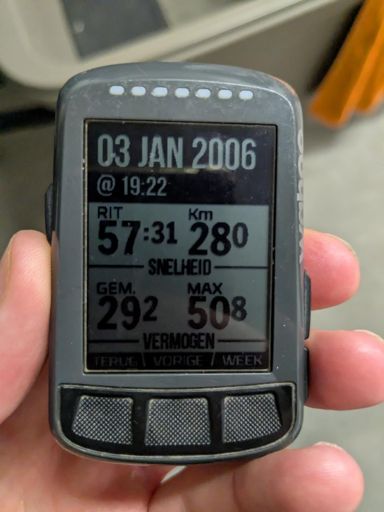 03 JAN 2006
@ 19:22
RIT Km
57:31 280
SNELHEID
GEM. MAX
292 508
VERMOGEN
TERUG VORIGE / WEEK